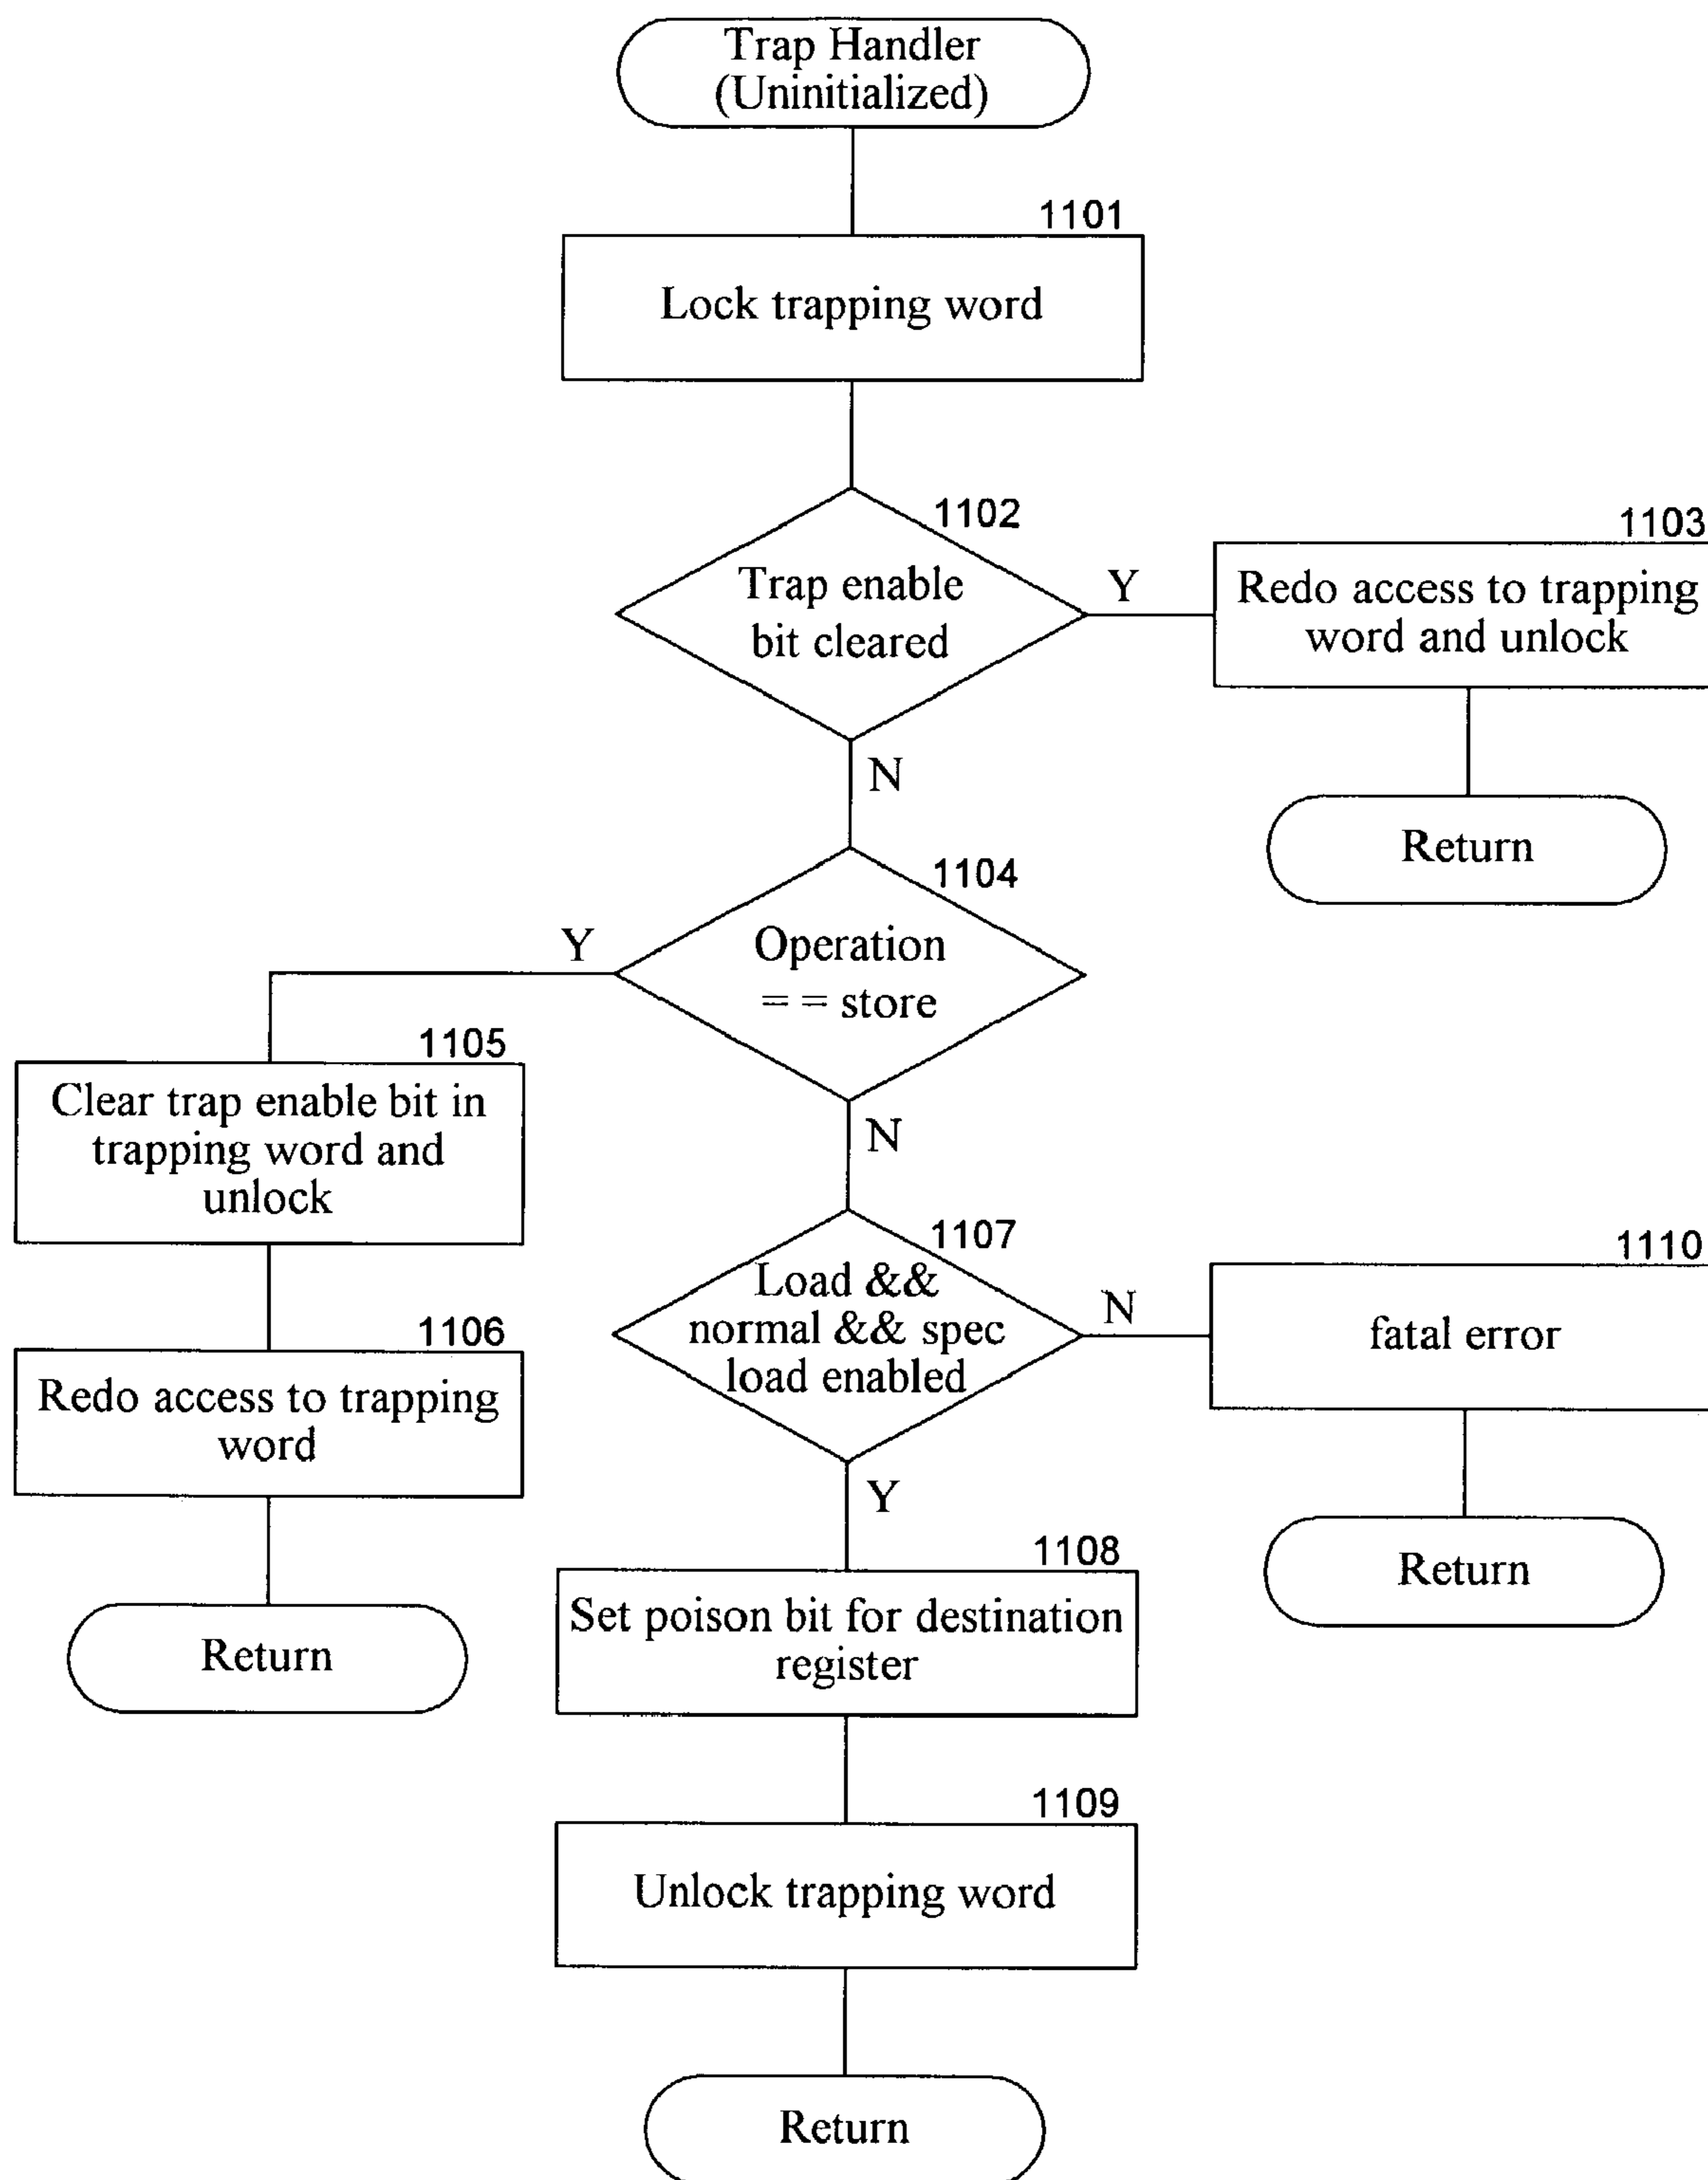 Trap Handler
(Uninitialized)
1101
Lock trapping word
1102
Trap enable
bit cleared
Y
N
1103
Redo access to trapping
word and unlock
Return
1104
Operation
= = store
Y
N
1105
Clear trap enable bit in
trapping word and
unlock
1106
Redo access to trapping
word
Return
1107
Load &&
normal && spec
load enabled
N
Y
1110
fatal error
Return
1108
Set poison bit for destination
register
1109
Unlock trapping word
Return